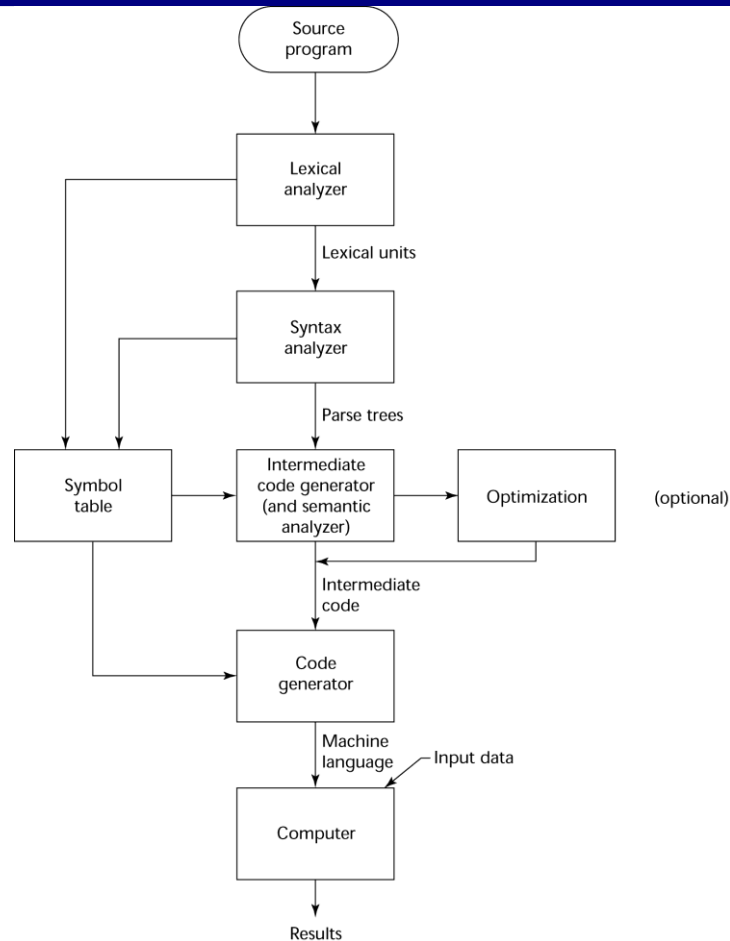 Source
program
Lexical
analyzer
Lexical units
Syntax
analyzer
Parse trees
Symbol
table
Intermediate
code generator
(and semantic
analyzer)
Optimization
(optional)
Intermediate
code
Code
generator
Machine
language
Input data
Computer
Results